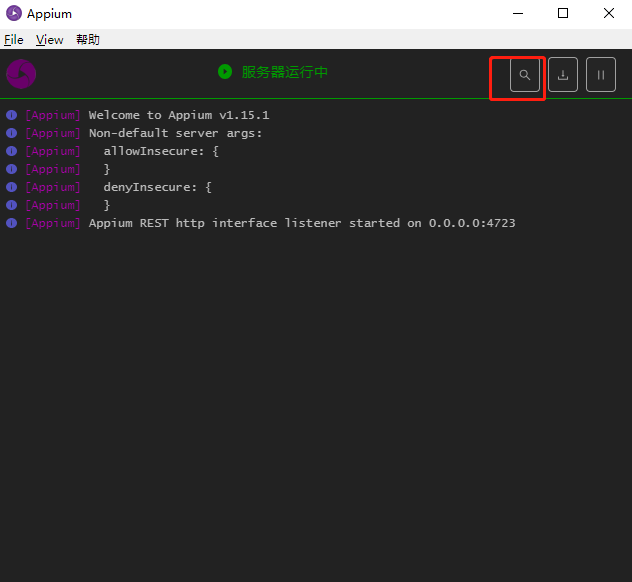 Appium
File View 帮助
服务器运行中
[Appium] Welcome to Appium v1.15.1
[Appium] Non-default server args:
[Appium] allowInsecure: {
[Appium] }
[Appium] denyInsecure: {
[Appium] }
[Appium] Appium REST http interface listener started on 0.0.0.0:4723